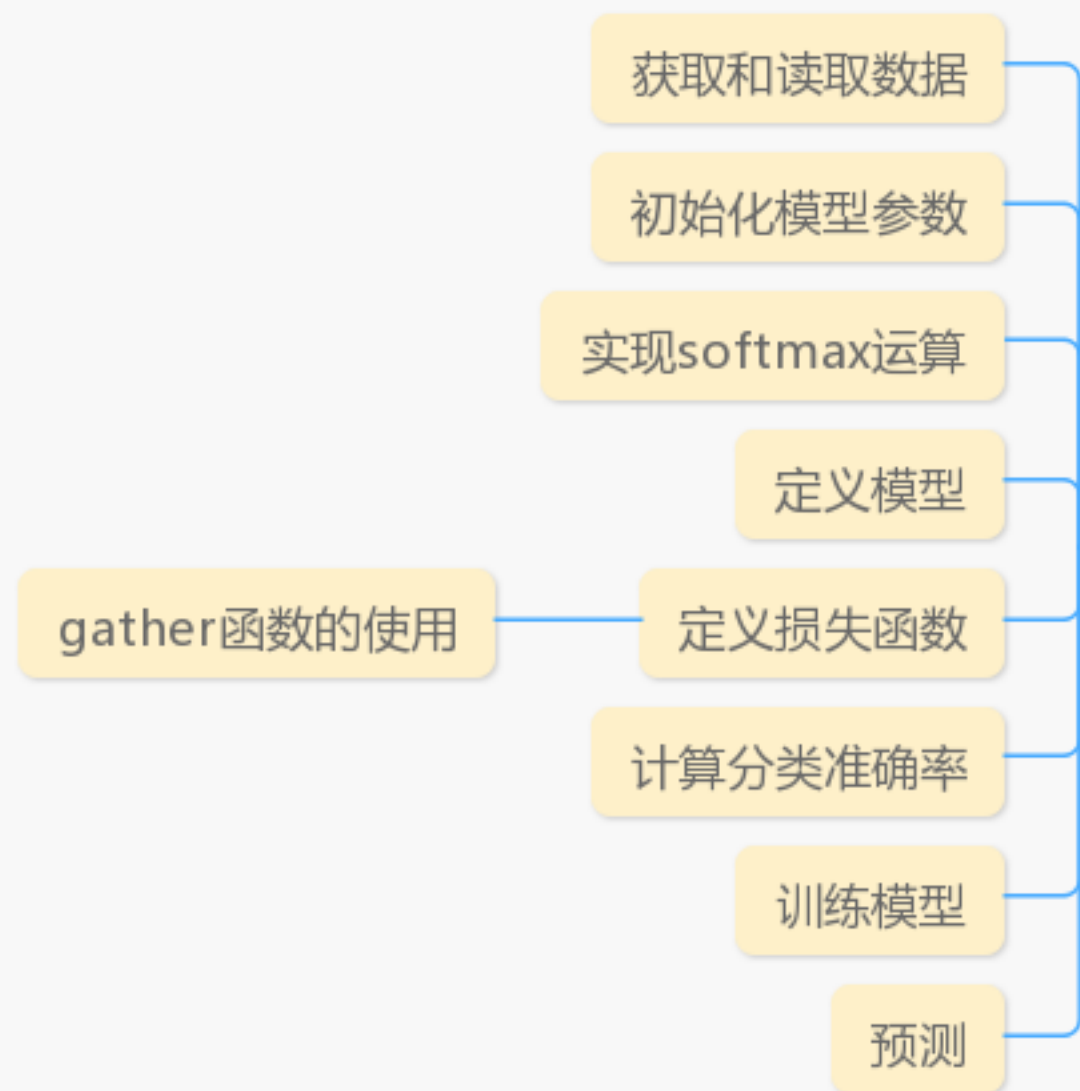 获取和读取数据
初始化模型参数
实现softmax运算
定义模型
gather函数的使用
定义损失函数
计算分类准确率
训练模型
预测